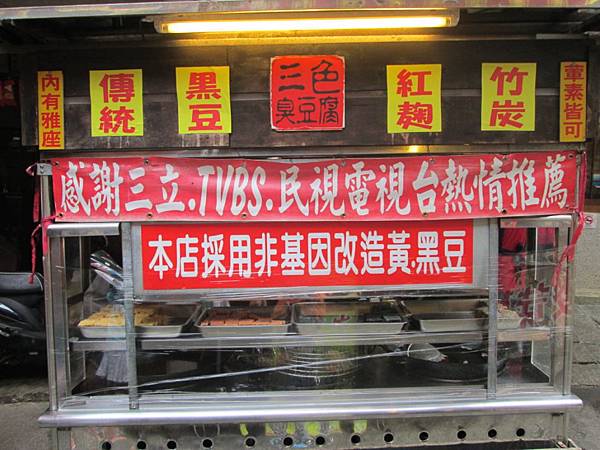 內有雅座
傳統
黑豆
三色
臭豆腐
紅麴
竹炭
葷素皆可
感謝三立.TVBS.民視電視台熱情推薦
本店採用非基因改造黃.黑豆